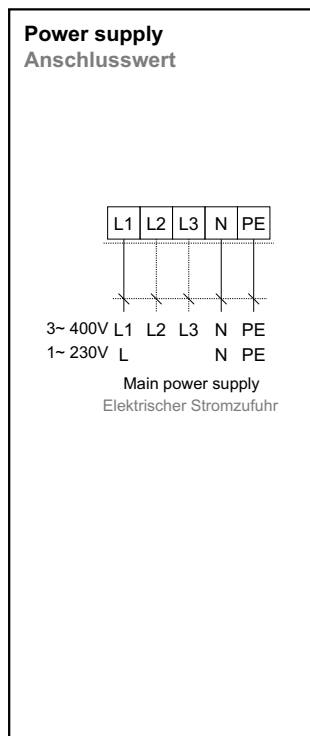 Power supply
Anschlusswert
L1 L2 L3 N PE
3~ 400V L1 L2 L3 N PE
1~ 230V L N PE
Main power supply
Elektrischer Stromzufuhr